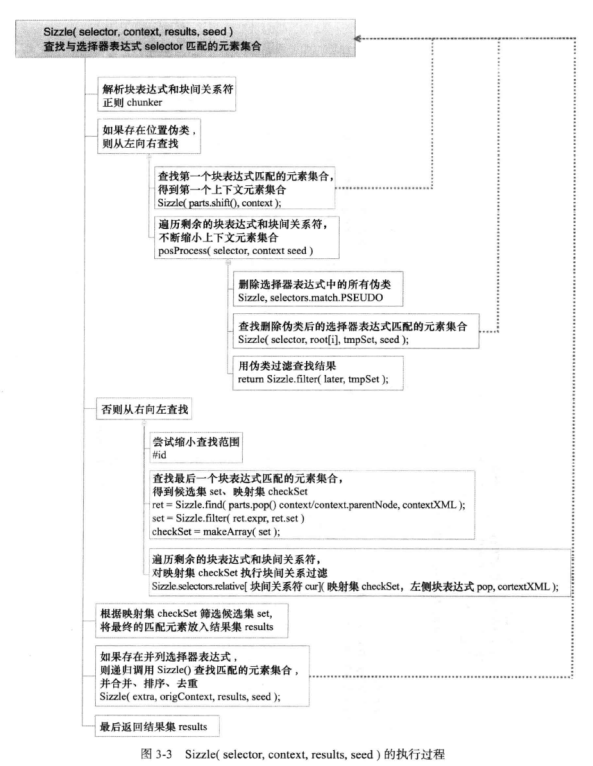 Sizzle( selector, context, results, seed )
查找与选择器表达式 selector 匹配的元素集合
解析块表达式和块间关系符
正则 chunker
如果存在位置伪类，
则从左向右查找
查找第一个块表达式匹配的元素集合，
得到第一个上下文元素集合
Sizzle( parts.shift(), context );
遍历剩余的块表达式和块间关系符，
不断缩小上下文元素集合
posProcess( selector, context seed )
删除选择器表达式中的所有伪类
Sizzle, selectors.match.PSEUDO
查找删除伪类后的选择器表达式匹配的元素集合
Sizzle( selector, root[i], tmpSet, seed );
用伪类过滤查找结果
return Sizzle.filter( later, tmpSet );
否则从右向左查找
尝试缩小查找范围
#id
查找最后一个块表达式匹配的元素集合，
得到候选集 set、映射集 checkSet
ret = Sizzle.find( parts.pop() context/context.parentNode, contextXML );
set = Sizzle.filter( ret.expr, ret.set )
checkSet = makeArray( set );
遍历剩余的块表达式和块间关系符，
对映射集 checkSet 执行块间关系过滤
Sizzle.selectors.relative[ 块间关系符 cur]( 映射集 checkSet，左侧块表达式 pop, cortextXML );
根据映射集 checkSet 筛选候选集 set,
将最终的匹配元素放入结果集 results
如果存在并列选择器表达式，
则递归调用 Sizzle() 查找匹配的元素集合，
并合并、排序、去重
Sizzle( extra, origContext, results, seed );
最后返回结果集 results
图 3-3 Sizzle( selector, context, results, seed ) 的执行过程